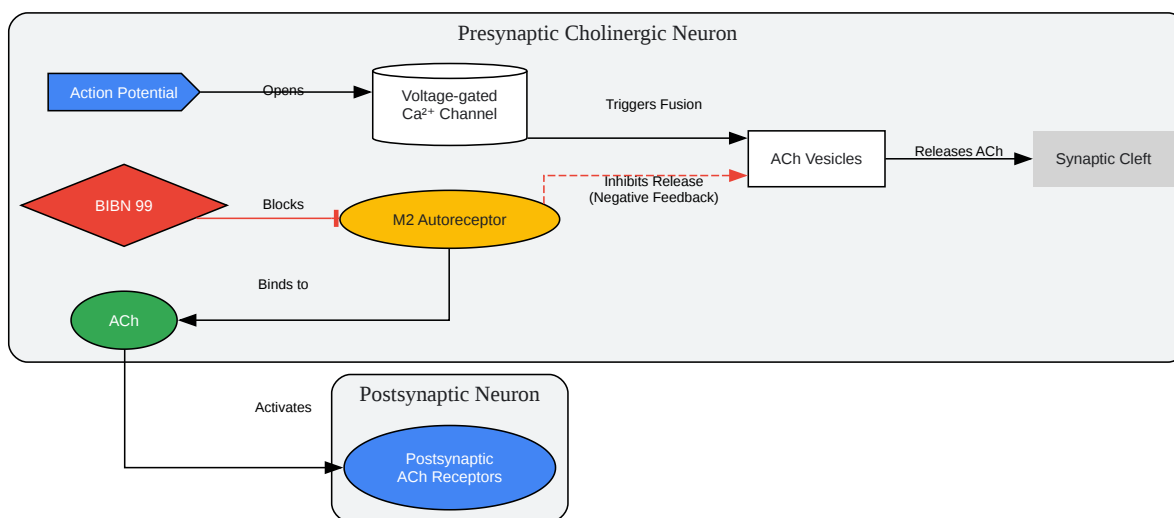 Presynaptic Cholinergic Neuron
Action Potential
Opens
Voltage-gated
Ca²⁺ Channel
Triggers Fusion
ACh Vesicles
Releases ACh
Synaptic Cleft
BIBN 99
Blocks
M2 Autoreceptor
Inhibits Release
(Negative Feedback)
Binds to
ACh
Activates
Postsynaptic Neuron
Postsynaptic
ACh Receptors